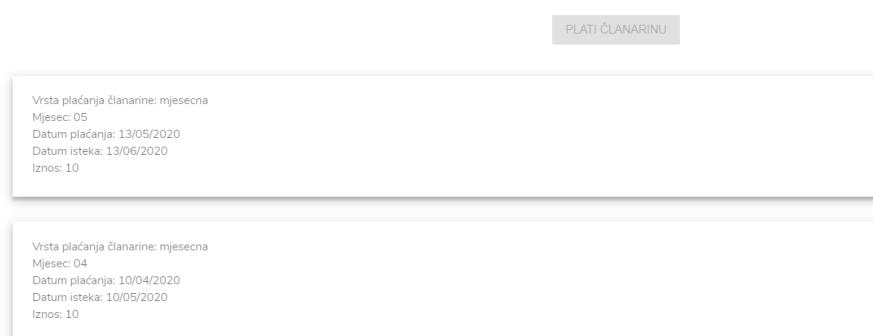 PLATI ČLANARINU
Vrsta plaćanja članarine: mjesecna
Mjesec: 05
Datum plaćanja: 13/05/2020
Datum isteka: 13/06/2020
Iznos: 10
Vrsta plaćanja članarine: mjesecna
Mjesec: 04
Datum plaćanja: 10/04/2020
Datum isteka: 10/05/2020
Iznos: 10